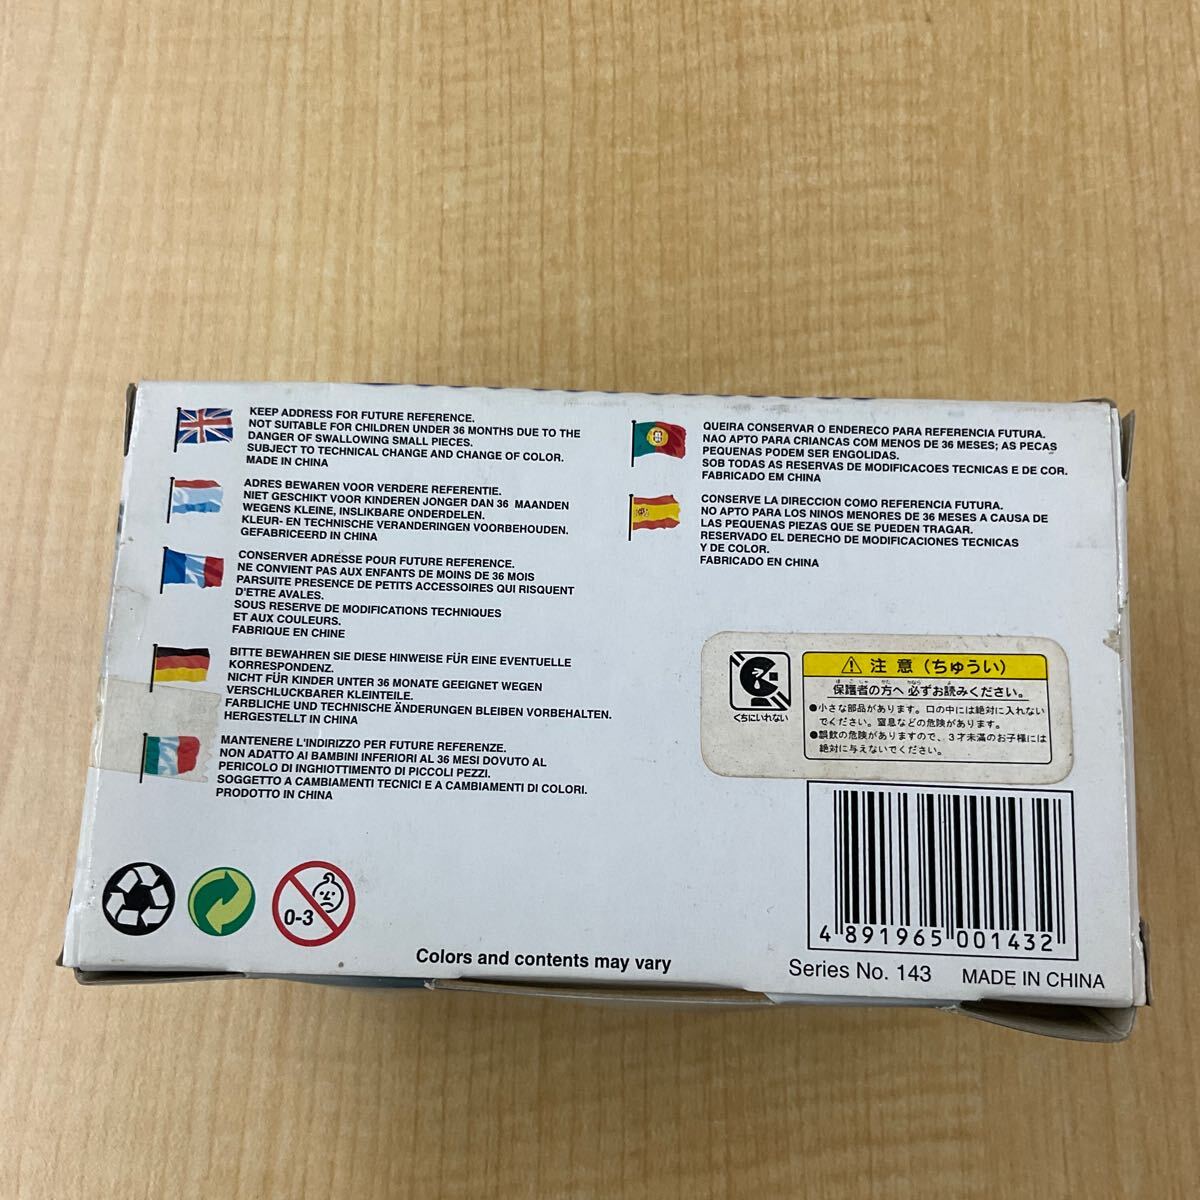 KEEP ADDRESS FOR FUTURE REFERENCE.
NOT SUITABLE FOR CHILDREN UNDER 36 MONTHS DUE TO THE
DANGER OF SWALLOWING SMALL PIECES.
SUBJECT TO TECHNICAL CHANGE AND CHANGE OF COLOR.
MADE IN CHINA
ADRES BEWAREN VOOR VERDERE REFERENTIE.
NIET GESCHIKT VOOR KINDEREN JONGER DAN 36 MAANDEN
WEGENS KLEINE, INSLIKBARE ONDERDELEN.
KLEUR- EN TECHNISCHE VERANDERINGEN VOORBEHOUDEN.
GEFABRICEERD IN CHINA
CONSERVER ADRESSE POUR FUTURE REFERENCE.
NE CONVIENT PAS AUX ENFANTS DE MOINS DE 36 MOIS
PARSUITE PRESENCE DE PETITS ACCESSOIRES QUI RISQUENT
D'ETRE AVALES.
SOUS RESERVE DE MODIFICATIONS TECHNIQUES
ET AUX COULEURS.
FABRIQUE EN CHINE
BITTE BEWAHREN SIE DIESE HINWEISE FÜR EINE EVENTUELLE
KORRESPONDENZ.
NICHT FÜR KINDER UNTER 36 MONATE GEEIGNET WEGEN
VERSCHLUCKBARER KLEINTEILE.
FARBLICHE UND TECHNISCHE ÄNDERUNGEN BLEIBEN VORBEHALTEN.
HERGESTELLT IN CHINA
MANTENERE L'INDIRIZZO PER FUTURE REFERENZE.
NON ADATTO AI BAMBINI INFERIORI AL 36 MESI DOVUTO AL
PERICOLO DI INGHIOTTIMENTO DI PICCOLI PEZZI.
SOGGETTO A CAMBIAMENTI TECNICI E A CAMBIAMENTI DI COLORI.
PRODOTTO IN CHINA
QUEIRA CONSERVAR O ENDERECO PARA REFERENCIA FUTURA.
NAO APTO PARA CRIANCAS COM MENOS DE 36 MESES; AS PECAS
PEQUENAS PODEM SER ENGOLIDAS.
SOB TODAS AS RESERVAS DE MODIFICACOES TECNICAS E DE COR.
FABRICADO EM CHINA
CONSERVE LA DIRECCION COMO REFERENCIA FUTURA.
NO APTO PARA LOS NINOS MENORES DE 36 MESES A CAUSA DE
LAS PEQUENAS PIEZAS QUE SE PUEDEN TRAGAR.
RESERVADO EL DERECHO DE MODIFICACIONES TECNICAS
Y DE COLOR.
FABRICADO EN CHINA
くちにいれない
注 意（ちゅうい）
保護者の方へ 必ずお読みください。
●小さな部品があります。口の中には絶対に入れない
でください。窒息などの危険があります。
●誤飲の危険がありますので、３才未満のお子様には
絶対に与えないでください。
0-3
Colors and contents may vary
4 891965 001432
Series No. 143 MADE IN CHINA